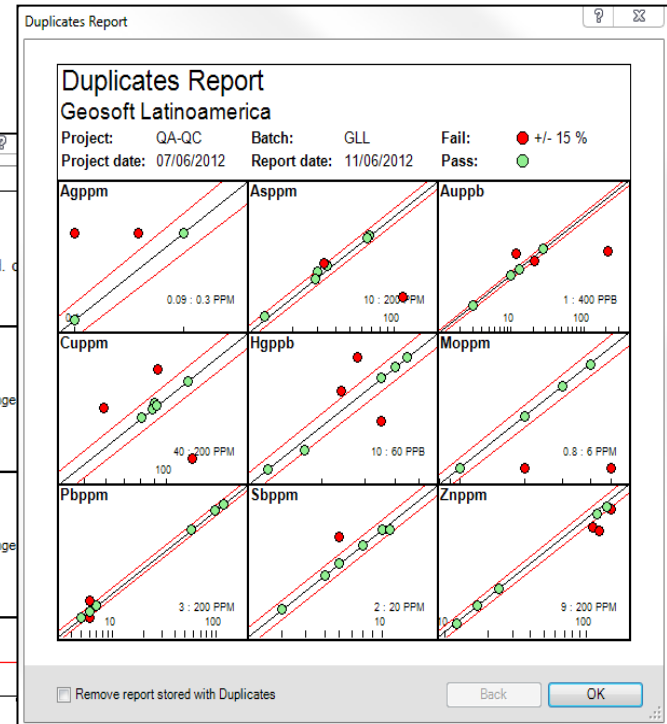 Duplicates Report
Duplicates Report
Geosoft Latinoamerica
Project: QA-QC Batch: GLL Fail: +/- 15 %
Project date: 07/06/2012 Report date: 11/06/2012 Pass:
Agppm Asppm Auppb
0.09 : 0.3 PPM 10 : 200 PPM 1 : 400 PPB
100 10 100
Cuppm Hgppb Moppm
40 : 200 PPM 10 : 60 PPB 0.8 : 6 PPM
100
Pbppm Sbppm Znppm
3 : 200 PPM 2 : 20 PPM 9 : 200 PPM
10 100 10 10 100
Remove report stored with Duplicates Back OK